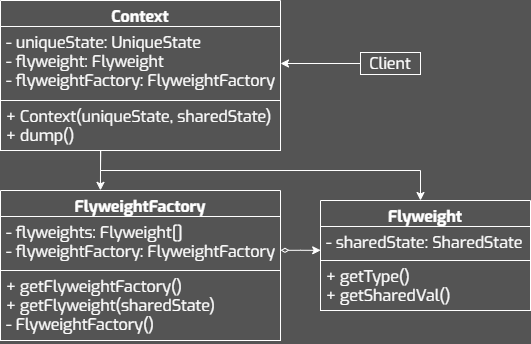 Context
- uniqueState: UniqueState
- flyweight: Flyweight
- flyweightFactory: FlyweightFactory
+ Context(uniqueState, sharedState)
+ dump()
Client
FlyweightFactory
- flyweights: Flyweight[]
- flyweightFactory: FlyweightFactory
+ getFlyweightFactory()
+ getFlyweight(sharedState)
- FlyweightFactory()
Flyweight
- sharedState: SharedState
+ getType()
+ getSharedVal()